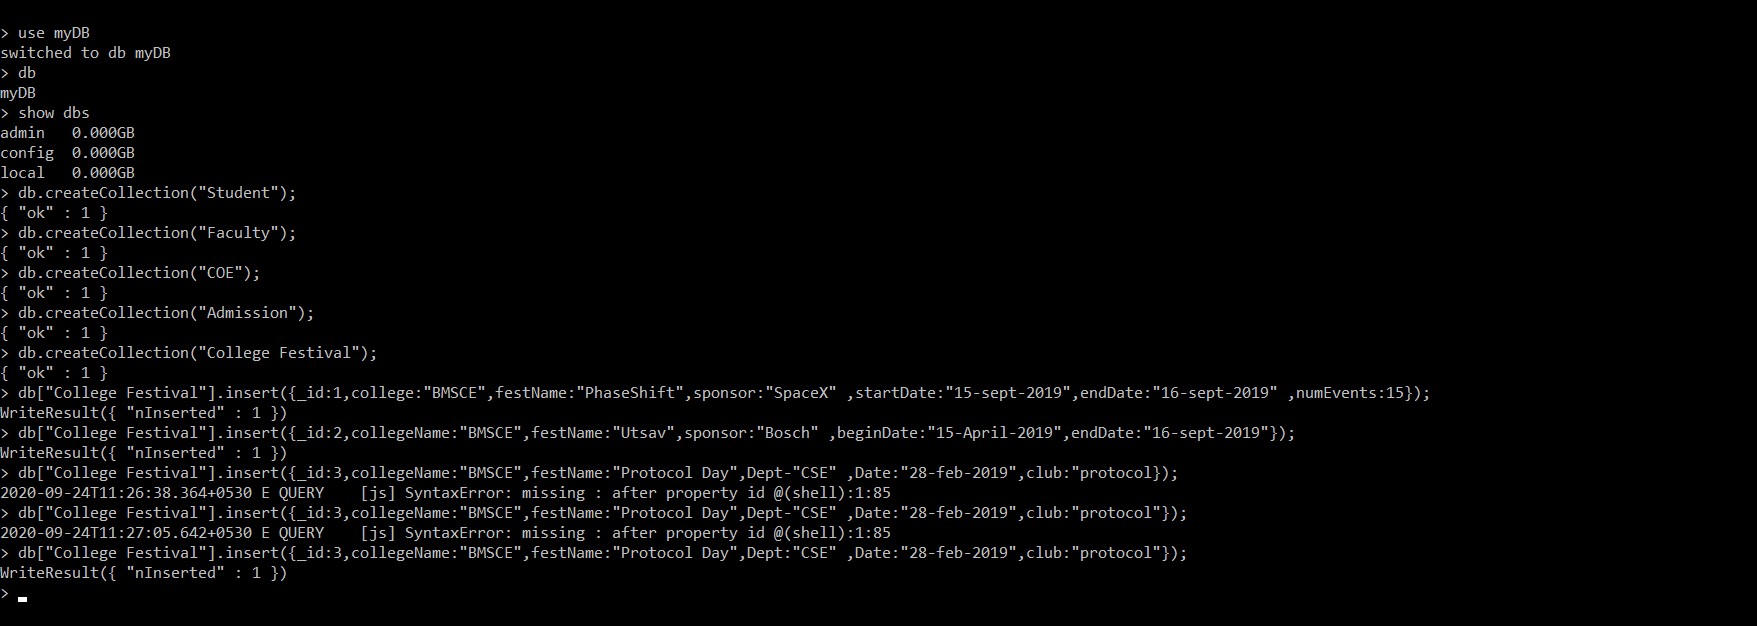 > use myDB
switched to db myDB
> db
myDB
> show dbs
admin   0.000GB
config  0.000GB
local   0.000GB
> db.createCollection("Student");
{ "ok" : 1 }
> db.createCollection("Faculty");
{ "ok" : 1 }
> db.createCollection("COE");
{ "ok" : 1 }
> db.createCollection("Admission");
{ "ok" : 1 }
> db.createCollection("College Festival");
{ "ok" : 1 }
> db["College Festival"].insert({_id:1,college:"BMSCE",festName:"PhaseShift",sponsor:"SpaceX" ,startDate:"15-sept-2019",endDate:"16-sept-2019" ,numEvents:15});
WriteResult({ "nInserted" : 1 })
> db["College Festival"].insert({_id:2,collegeName:"BMSCE",festName:"Utsav",sponsor:"Bosch" ,beginDate:"15-April-2019",endDate:"16-sept-2019"});
WriteResult({ "nInserted" : 1 })
> db["College Festival"].insert({_id:3,collegeName:"BMSCE",festName:"Protocol Day",Dept-"CSE" ,Date:"28-feb-2019",club:"protocol});
2020-09-24T11:26:38.364+0530 E QUERY    [js] SyntaxError: missing : after property id @(shell):1:85
> db["College Festival"].insert({_id:3,collegeName:"BMSCE",festName:"Protocol Day",Dept-"CSE" ,Date:"28-feb-2019",club:"protocol"});
2020-09-24T11:27:05.642+0530 E QUERY    [js] SyntaxError: missing : after property id @(shell):1:85
> db["College Festival"].insert({_id:3,collegeName:"BMSCE",festName:"Protocol Day",Dept:"CSE" ,Date:"28-feb-2019",club:"protocol"});
WriteResult({ "nInserted" : 1 })
>